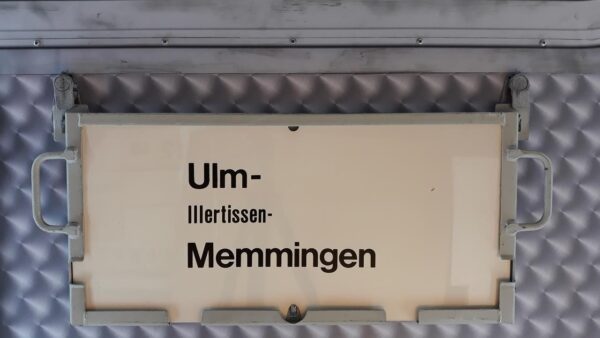 Ulm-
Illertissen-
Memmingen